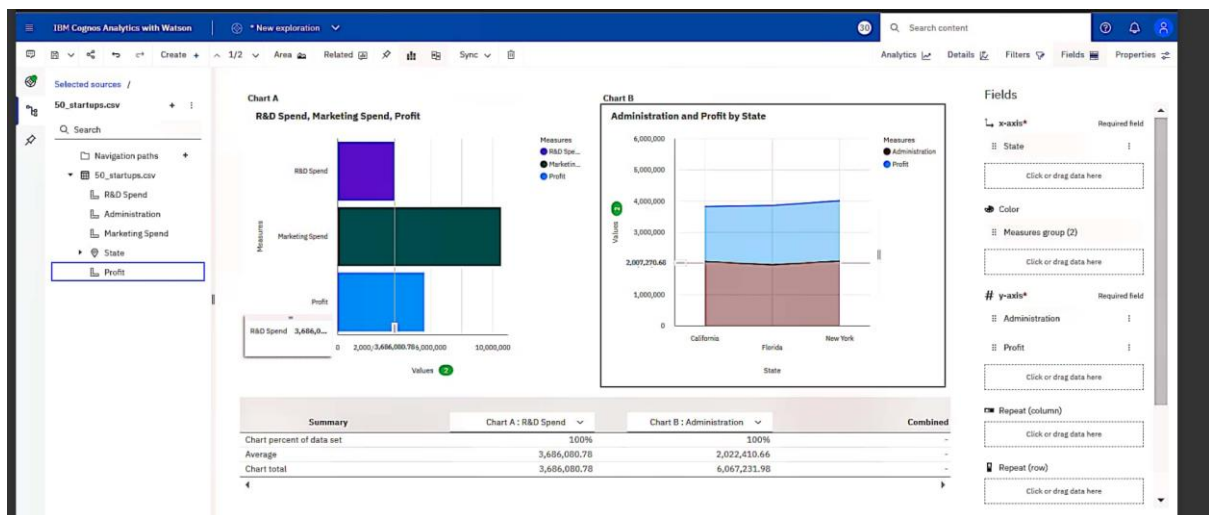 IBM Cognos Analytics with Watson
* New exploration
30
Search content
1/2
Area
Related
Sync
Create +
Analytics
Details
Filters
Fields
Properties
Selected sources /
50_startups.csv
Search
Navigation paths
50_startups.csv
R&D Spend
Administration
Marketing Spend
State
Profit
Chart A
R&D Spend, Marketing Spend, Profit
Measures
R&D Spe...
Marketin...
Profit
R&D Spend
Marketing Spend
Profit
Measures
R&D Spend 3,686,0...
0
3,686,080.78
10,000,000
Values 2
Chart B
Administration and Profit by State
Measures
Administration
Profit
6,000,000
5,000,000
4,000,000
3,000,000
2,007,270.66
1,000,000
0
Values 2
California
Florida
New York
State
Summary Chart A : R&D Spend Chart B : Administration Combined
Chart percent of data set 100% 100% -
Average 3,686,080.78 2,022,410.66 -
Chart total 3,686,080.78 6,067,231.98 -
Fields
x-axis* Required field
State
Click or drag data here
Color
Measures group (2)
Click or drag data here
# y-axis* Required field
Administration
Profit
Click or drag data here
Repeat (column)
Click or drag data here
Repeat (row)
Click or drag data here